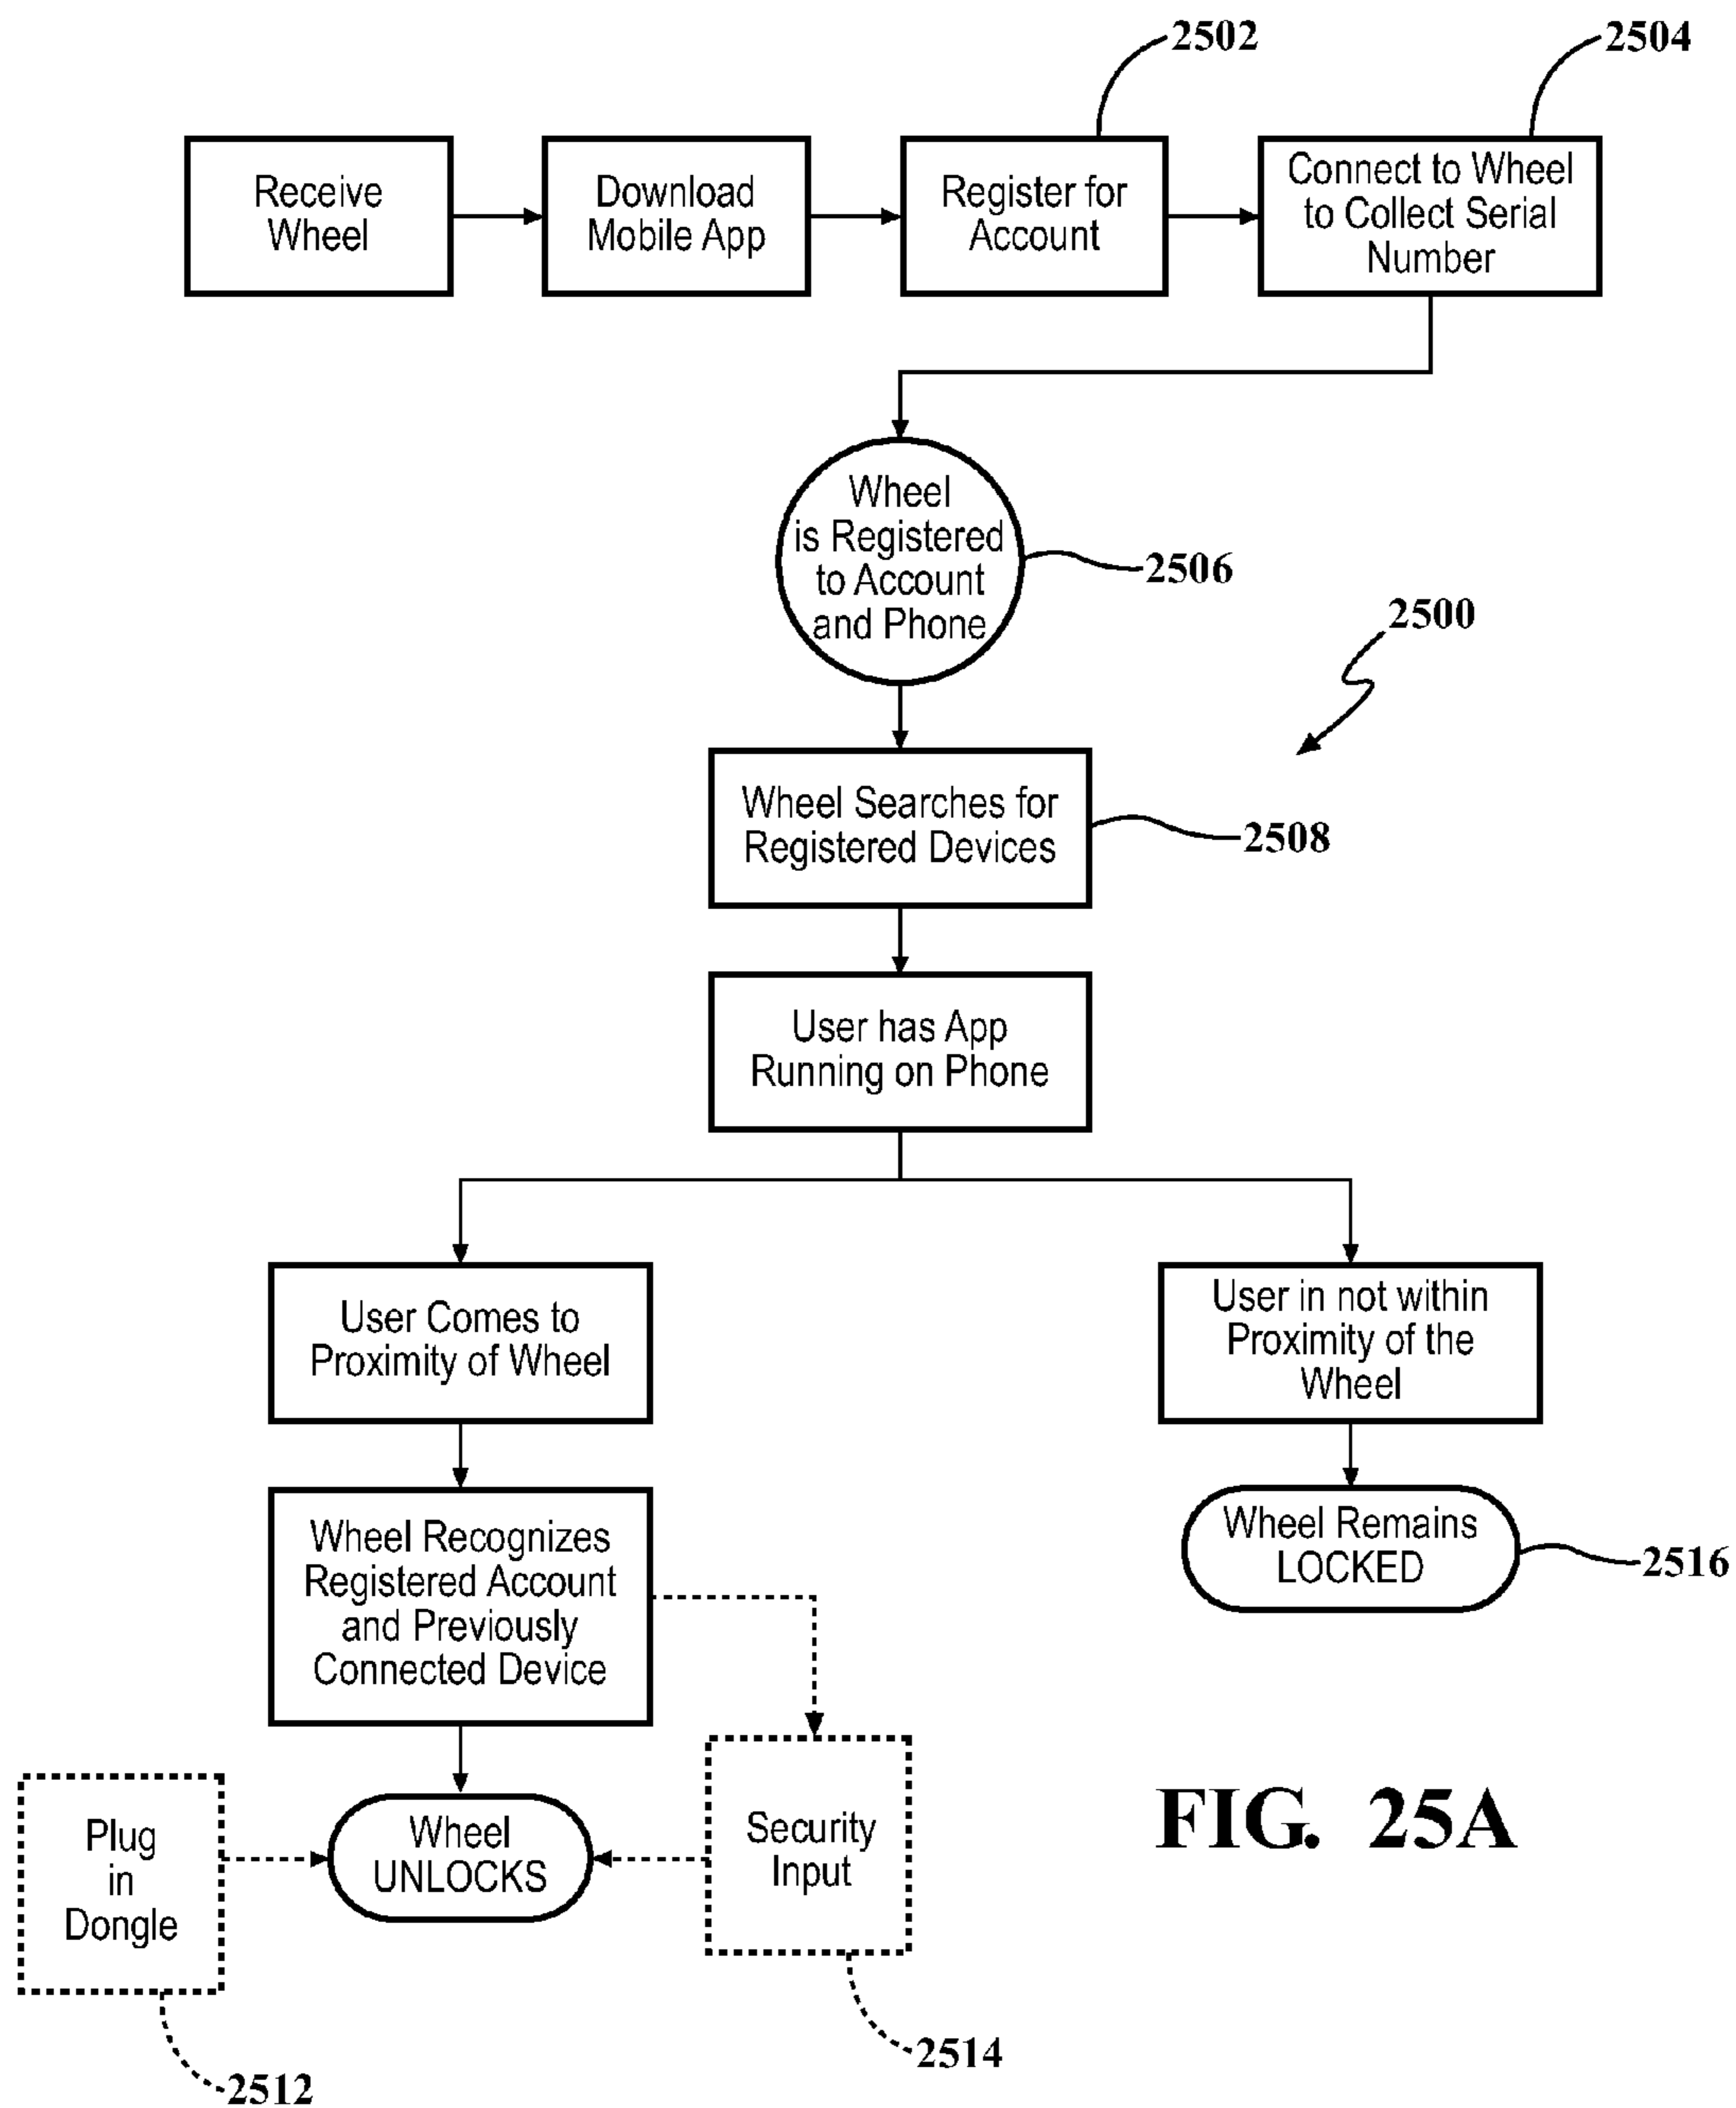 2502
2504
Receive
Wheel
Download
Mobile App
Register for
Account
Connect to Wheel
to Collect Serial
Number
Wheel
is Registered
to Account
and Phone
2506
2500
Wheel Searches for
Registered Devices
2508
User has App
Running on Phone
User Comes to
Proximity of Wheel
User in not within
Proximity of the
Wheel
Wheel Recognizes
Registered Account
and Previously
Connected Device
Wheel Remains
LOCKED
2516
Plug
in
Dongle
Wheel
UNLOCKS
Security
Input
FIG. 25A
2514
2512